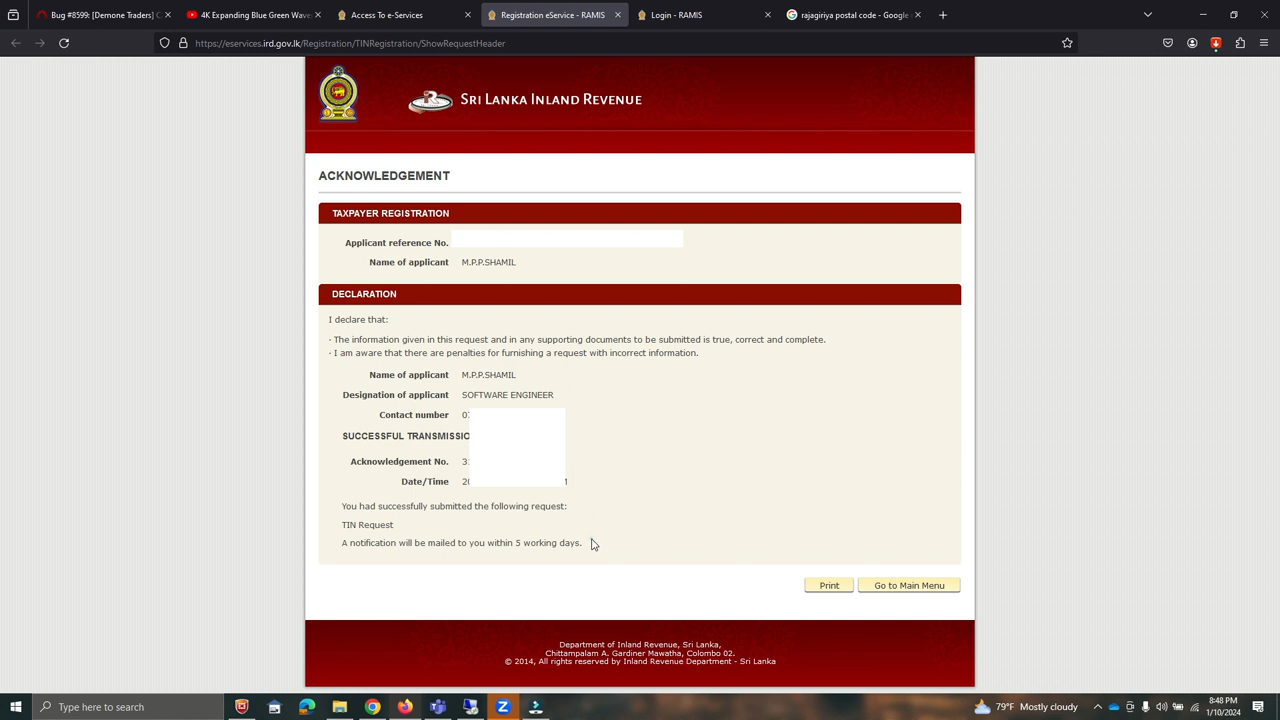 Bar #8599: [Demone Traders] C
4K Expanding Blue Green Wave
Registration eService - RAMIS
Login - RAMIS
rajagiriya postal code - Google
https://eservices.ird.gov.lk/Registration/TINRegistration/ShowRequestHeader
SRI LANKA INLAND REVENUE
ACKNOWLEDGEMENT
TAXPAYER REGISTRATION
Applicant reference No.
Name of applicant M.P.P.SHAMIL
DECLARATION
I declare that:
· The information given in this request and in any supporting documents to be submitted is true, correct and complete.
· I am aware that there are penalties for furnishing a request with incorrect information.
Name of applicant M.P.P.SHAMIL
Designation of applicant SOFTWARE ENGINEER
Contact number
SUCCESSFUL
Acknowledgement No.
Date/Time
You had successfully submitted the following request:
TIN Request
A notification will be mailed to you within 5 working days.
Print Go to Main Menu
Department of Inland Revenue, Sri Lanka,
Chittampalam A. Gardiner Mawatha, Colombo 02.
© 2014, All rights reserved by Inland Revenue Department - Sri Lanka
Type here to search
79°F Mostly cloudy
8:48 PM
1/10/2024